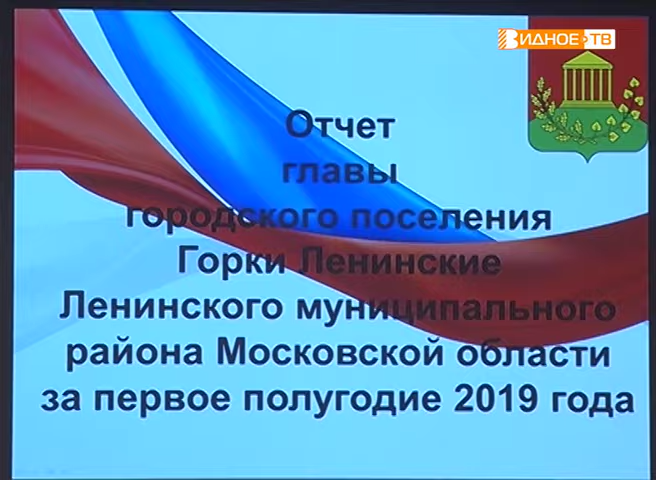 ВИДНОЕ ТВ
Отчет
главы
городского поселения
Горки Ленинские
Ленинского муниципального
района Московской области
за первое полугодие 2019 года